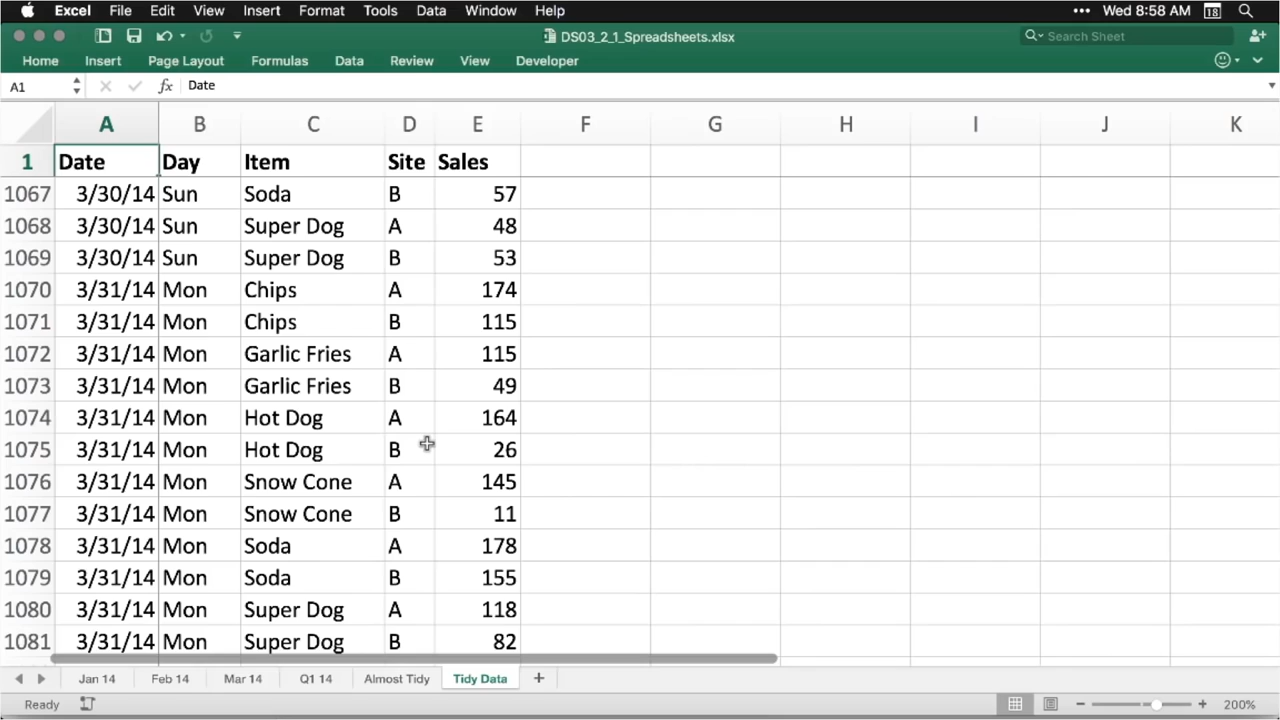 Excel File Edit View Insert Format Tools Data Window Help ••• Wed 8:58 AM 18
DS03_2_1_Spreadsheets.xlsx Search Sheet
Home Insert Page Layout Formulas Data Review View Developer
A1 fx Date
A B C D E F G H I J K
1 Date Day Item Site Sales
1067 3/30/14 Sun Soda B 57
1068 3/30/14 Sun Super Dog A 48
1069 3/30/14 Sun Super Dog B 53
1070 3/31/14 Mon Chips A 174
1071 3/31/14 Mon Chips B 115
1072 3/31/14 Mon Garlic Fries A 115
1073 3/31/14 Mon Garlic Fries B 49
1074 3/31/14 Mon Hot Dog A 164
1075 3/31/14 Mon Hot Dog B 26
1076 3/31/14 Mon Snow Cone A 145
1077 3/31/14 Mon Snow Cone B 11
1078 3/31/14 Mon Soda A 178
1079 3/31/14 Mon Soda B 155
1080 3/31/14 Mon Super Dog A 118
1081 3/31/14 Mon Super Dog B 82
Jan 14 Feb 14 Mar 14 Q1 14 Almost Tidy Tidy Data +
Ready − + 200%